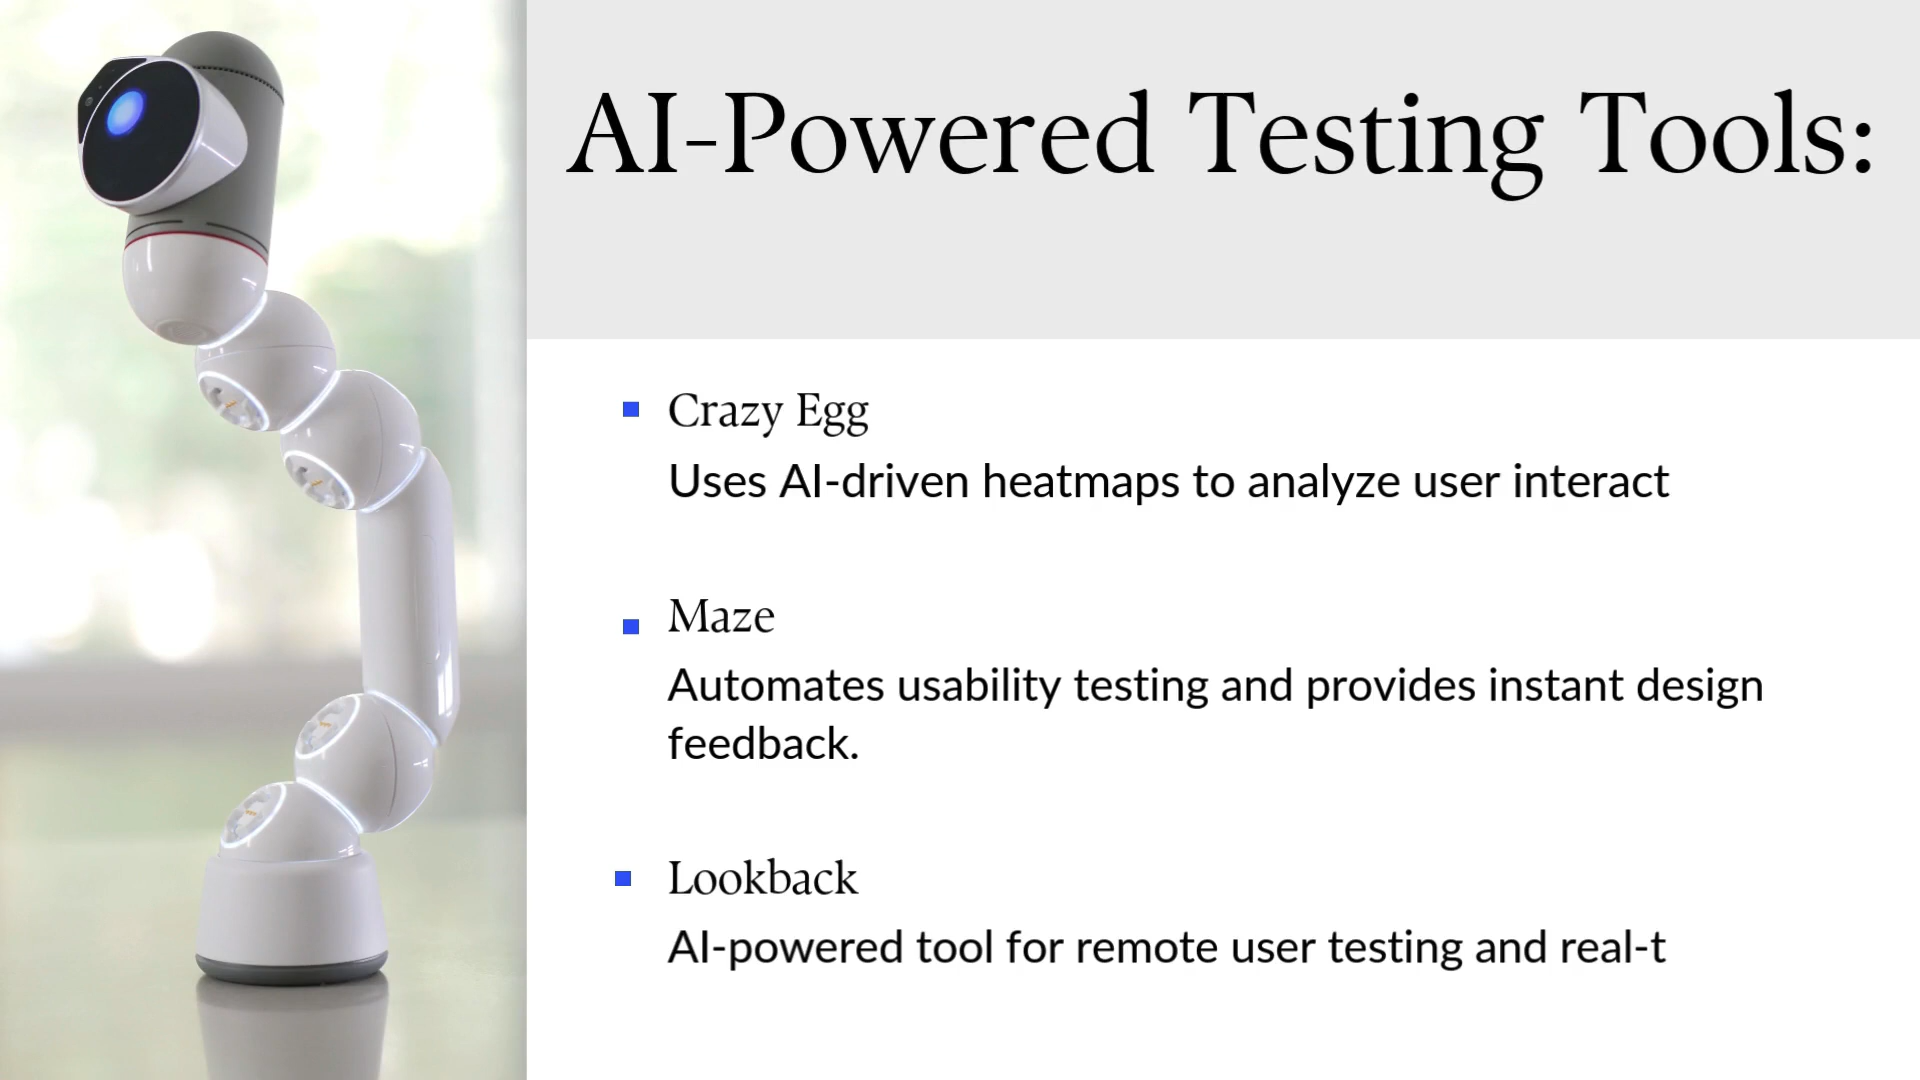 AI-Powered Testing Tools:
Crazy Egg
Uses AI-driven heatmaps to analyze user interact
Maze
Automates usability testing and provides instant design
feedback.
Lookback
AI-powered tool for remote user testing and real-t